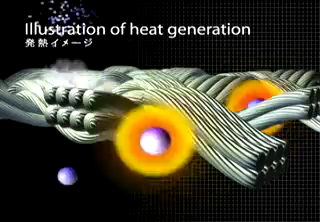 Illustration of heat generation
発熱イメージ